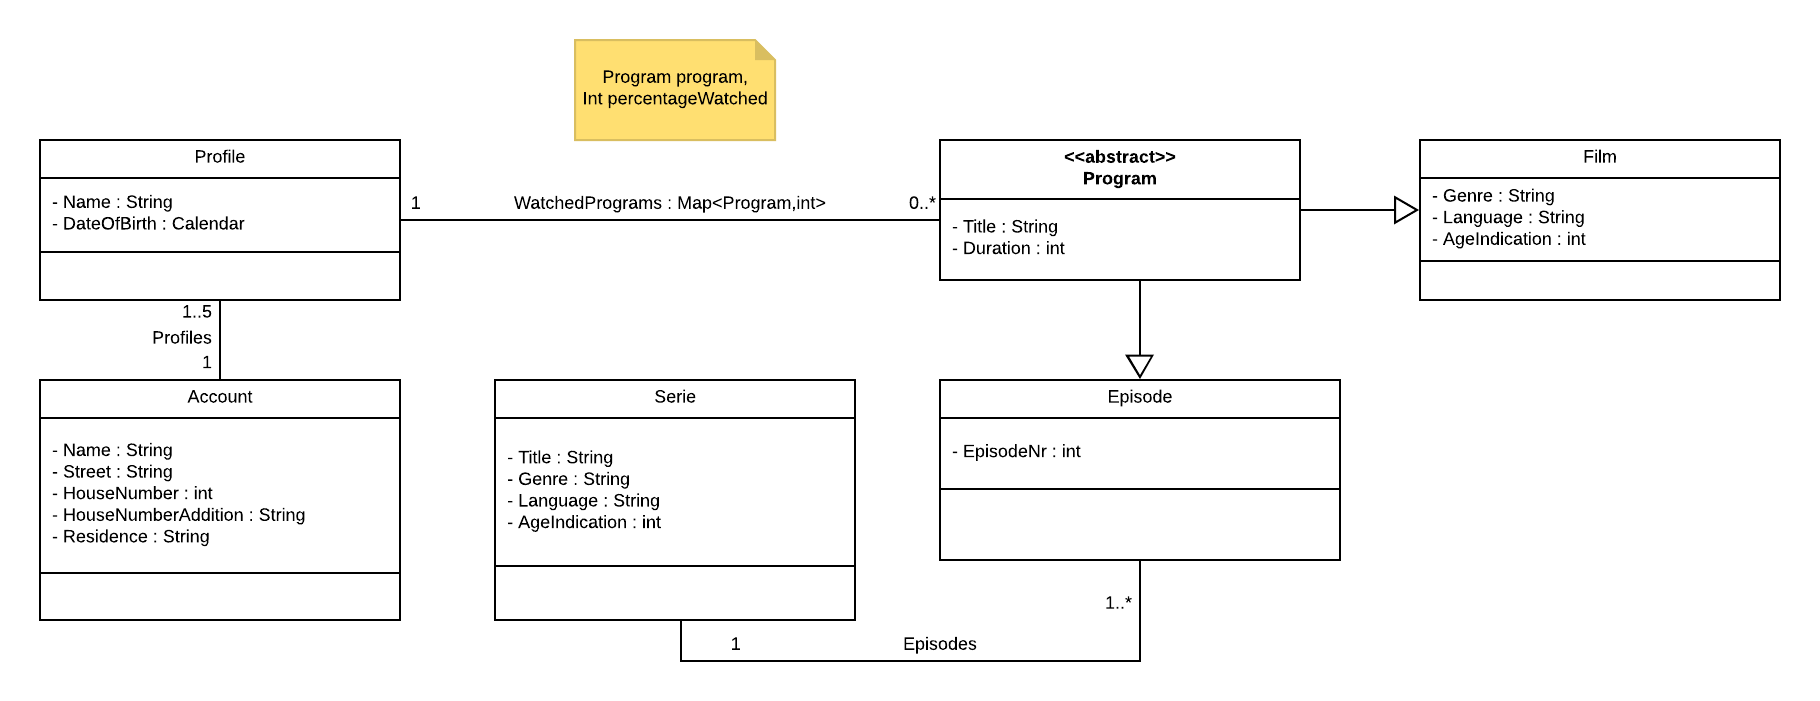 Program program,
Int percentageWatched
Profile
- Name : String
- DateOfBirth : Calendar
1
WatchedPrograms : Map<Program,int>
0..*
<<abstract>>
Program
- Title : String
- Duration : int
Film
- Genre : String
- Language : String
- AgeIndication : int
1..5
Profiles
1
Account
- Name : String
- Street : String
- HouseNumber : int
- HouseNumberAddition : String
- Residence : String
Serie
- Title : String
- Genre : String
- Language : String
- AgeIndication : int
Episode
- EpisodeNr : int
1..*
1
Episodes